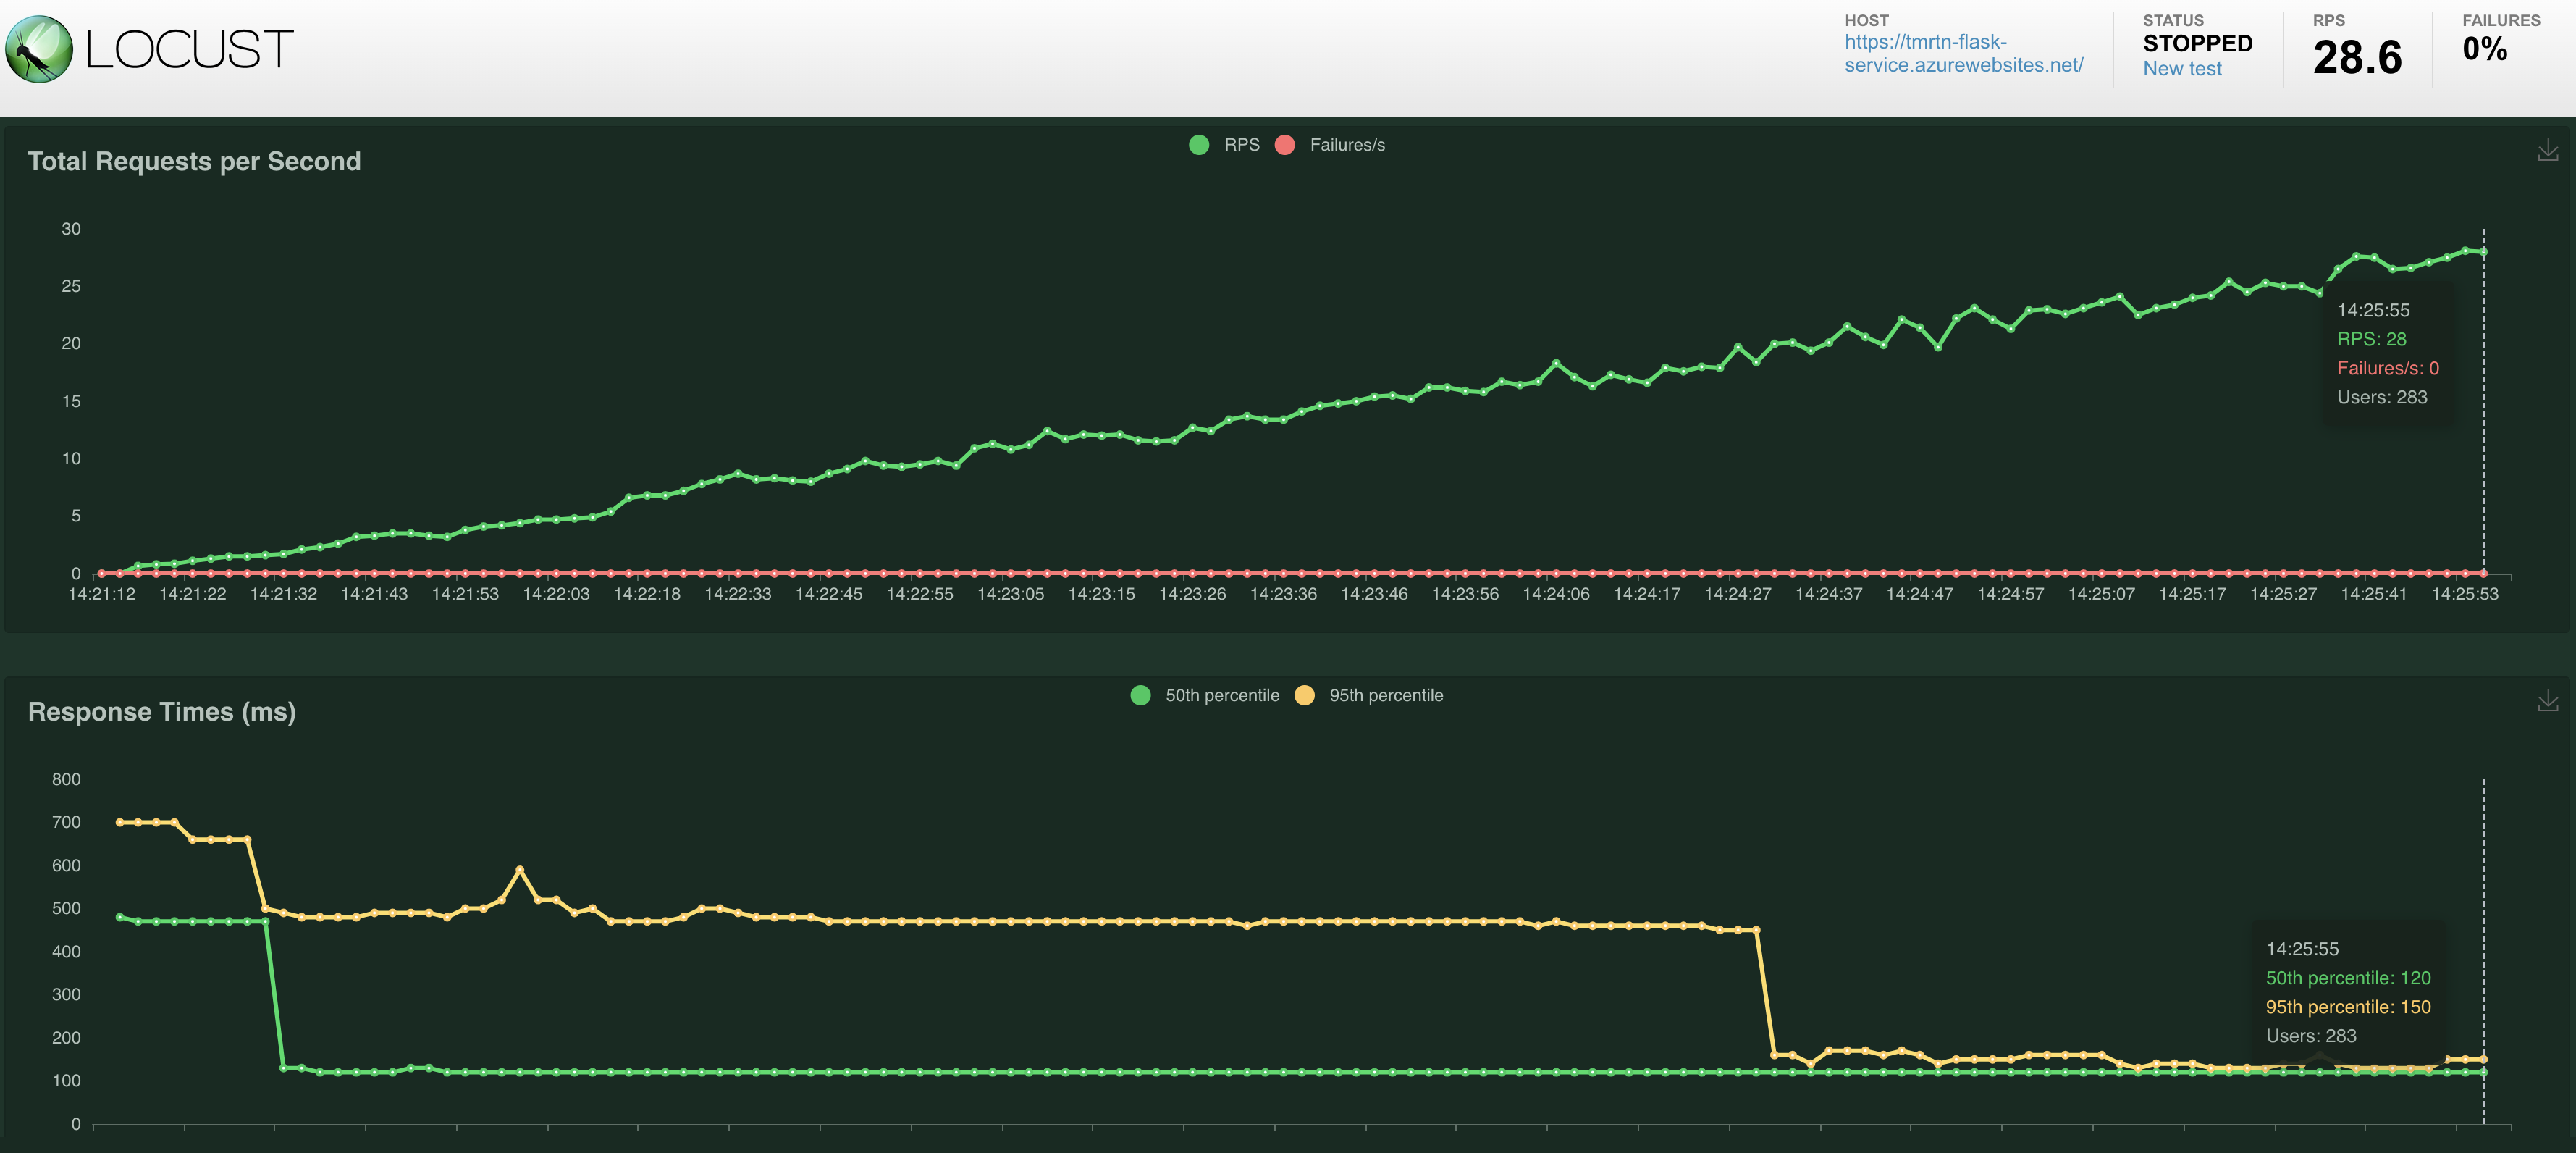 LOCUST
HOST
https://tmrtn-flask-
service.azurewebsites.net/
STATUS
STOPPED
New test
RPS
28.6
FAILURES
0%
Total Requests per Second
RPS
Failures/s
30
25
20
15
10
5
0
14:25:55
RPS: 28
Failures/s: 0
Users: 283
14:21:12
14:21:22
14:21:32
14:21:43
14:21:53
14:22:03
14:22:18
14:22:33
14:22:45
14:22:55
14:23:05
14:23:15
14:23:26
14:23:36
14:23:46
14:23:56
14:24:06
14:24:17
14:24:27
14:24:37
14:24:47
14:24:57
14:25:07
14:25:17
14:25:27
14:25:41
14:25:53
Response Times (ms)
50th percentile
95th percentile
800
700
600
500
400
300
200
100
0
14:25:55
50th percentile: 120
95th percentile: 150
Users: 283